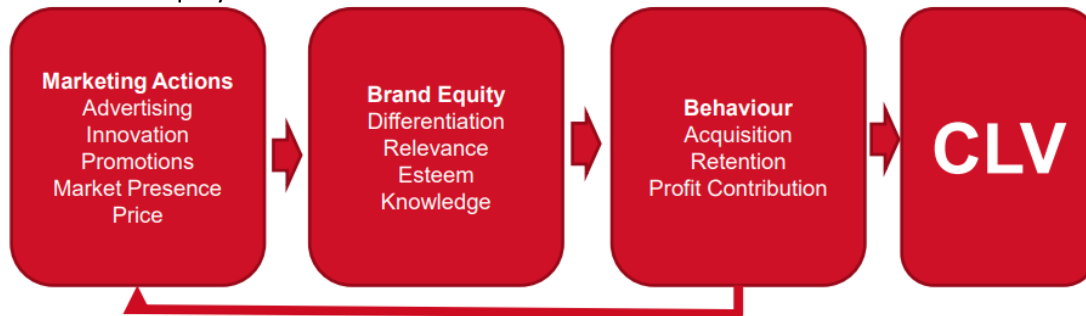 Marketing Actions
Advertising
Innovation
Promotions
Market Presence
Price
Brand Equity
Differentiation
Relevance
Esteem
Knowledge
Behaviour
Acquisition
Retention
Profit Contribution
CLV